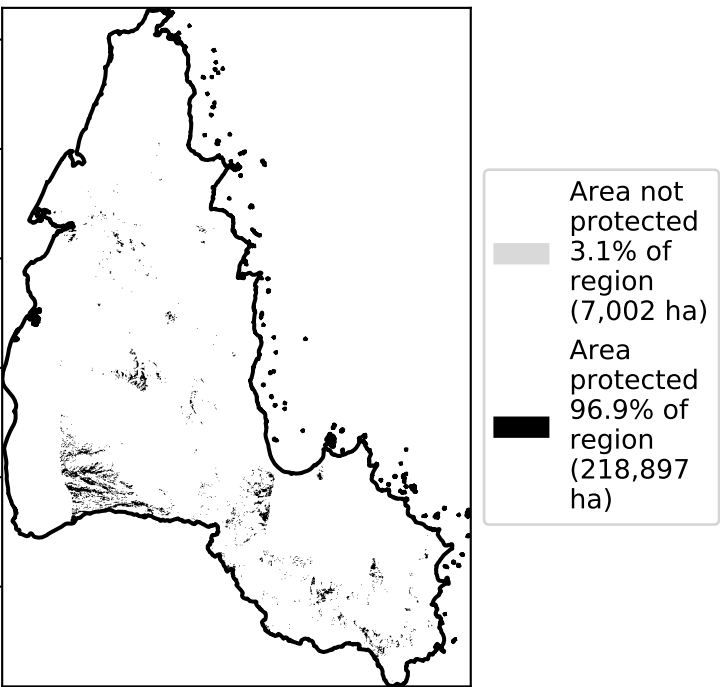 Area not
protected
3.1% of
region
(7,002 ha)
Area
protected
96.9% of
region
(218,897
ha)